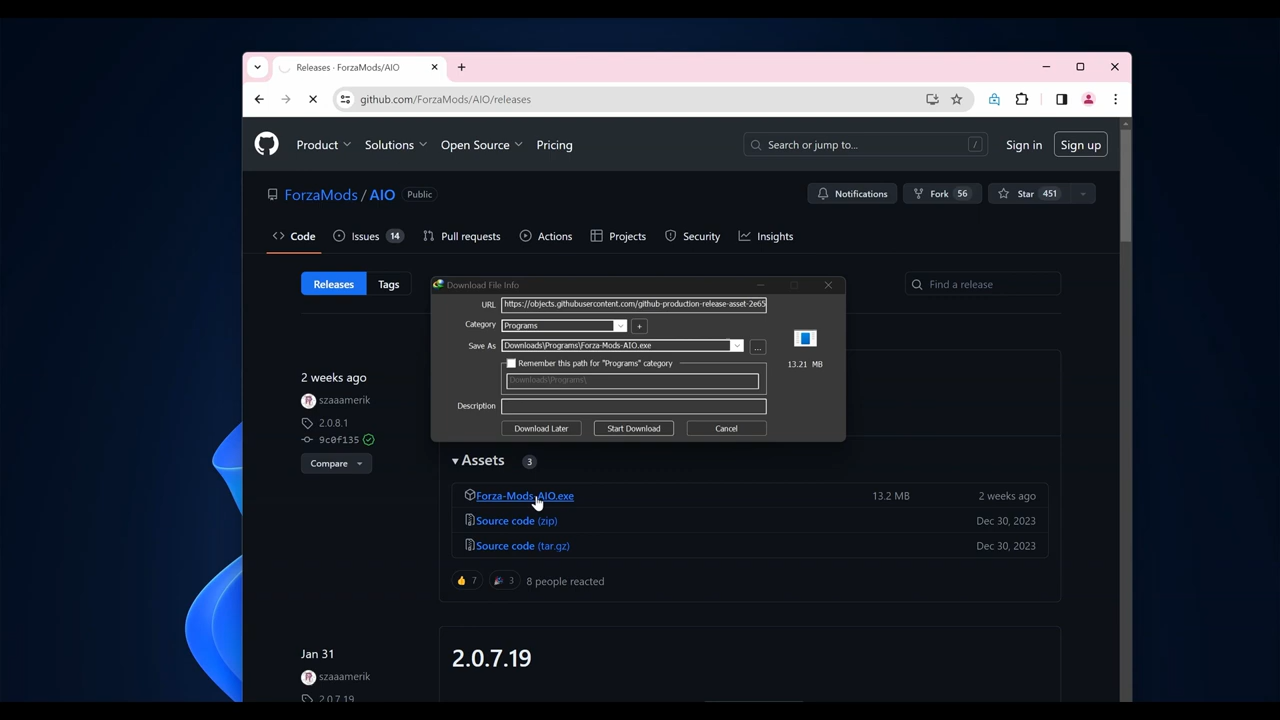 Releases · ForzaMods/AIO
github.com/ForzaMods/AIO/releases
Product Solutions Open Source Pricing Search or jump to... / Sign in Sign up
ForzaMods / AIO Public Notifications Fork 56 Star 451
Code Issues 14 Pull requests Actions Projects Security Insights
Releases Tags Find a release
Download File Info
URL https://objects.githubusercontent.com/github-production-release-asset-2e65
Category Programs +
Save As Downloads\Programs\Forza-Mods-AIO.exe ...
13.21 MB
Remember this path for "Programs" category
Downloads\Programs\
Description
Download Later Start Download Cancel
2 weeks ago
szaaamerik
2.0.8.1
9c0f135
Compare
Assets 3
Forza-Mods-AIO.exe 13.2 MB 2 weeks ago
Source code (zip) Dec 30, 2023
Source code (tar.gz) Dec 30, 2023
7 3 8 people reacted
Jan 31
szaaamerik
2.0.7.19
2.0.7.19